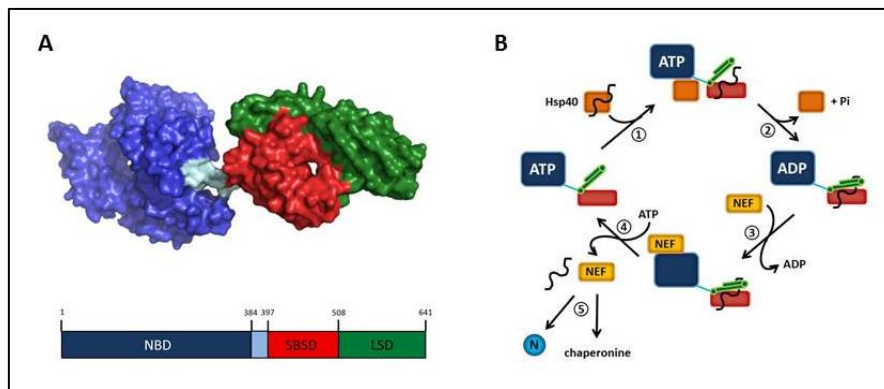 A
1
384
397
508
641
NBD
SBSD
LSD
B
ATP
Hsp40
①
②
+ Pi
ATP
ADP
NEF
ATP
④
③
NEF
NEF
ADP
⑤
N
chaperonine